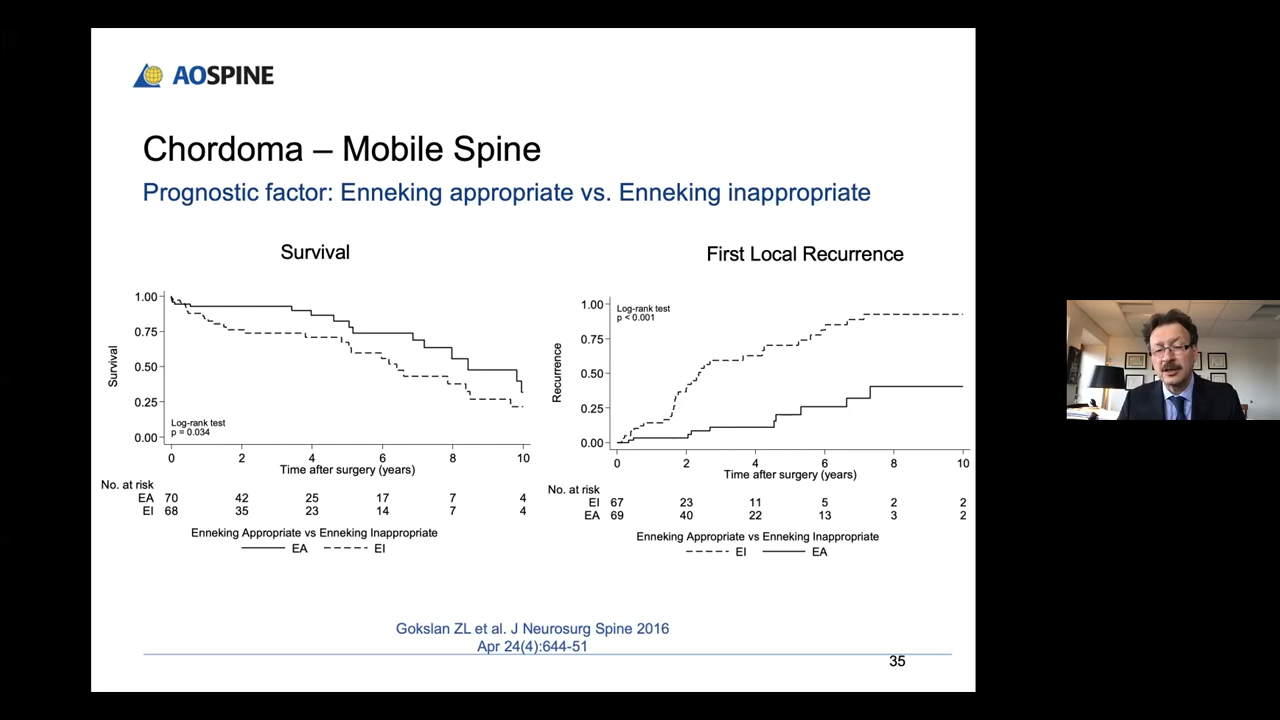 AOSPINE
Chordoma – Mobile Spine
Prognostic factor: Enneking appropriate vs. Enneking inappropriate
Survival
1.00
0.75
0.50
0.25
0.00
Survival
Log-rank test
p = 0.034
0 2 4 6 8 10
Time after surgery (years)
No. at risk
EA 70 42 25 17 7 4
EI 68 35 23 14 7 4
Enneking Appropriate vs Enneking Inappropriate
EA EI
First Local Recurrence
1.00
0.75
0.50
0.25
0.00
Recurrence
Log-rank test
p < 0.001
0 2 4 6 8 10
Time after surgery (years)
No. at risk
EI 67 23 11 5 2 2
EA 69 40 22 13 3 2
Enneking Appropriate vs Enneking Inappropriate
EI EA
Gokslan ZL et al. J Neurosurg Spine 2016
Apr 24(4):644-51
35